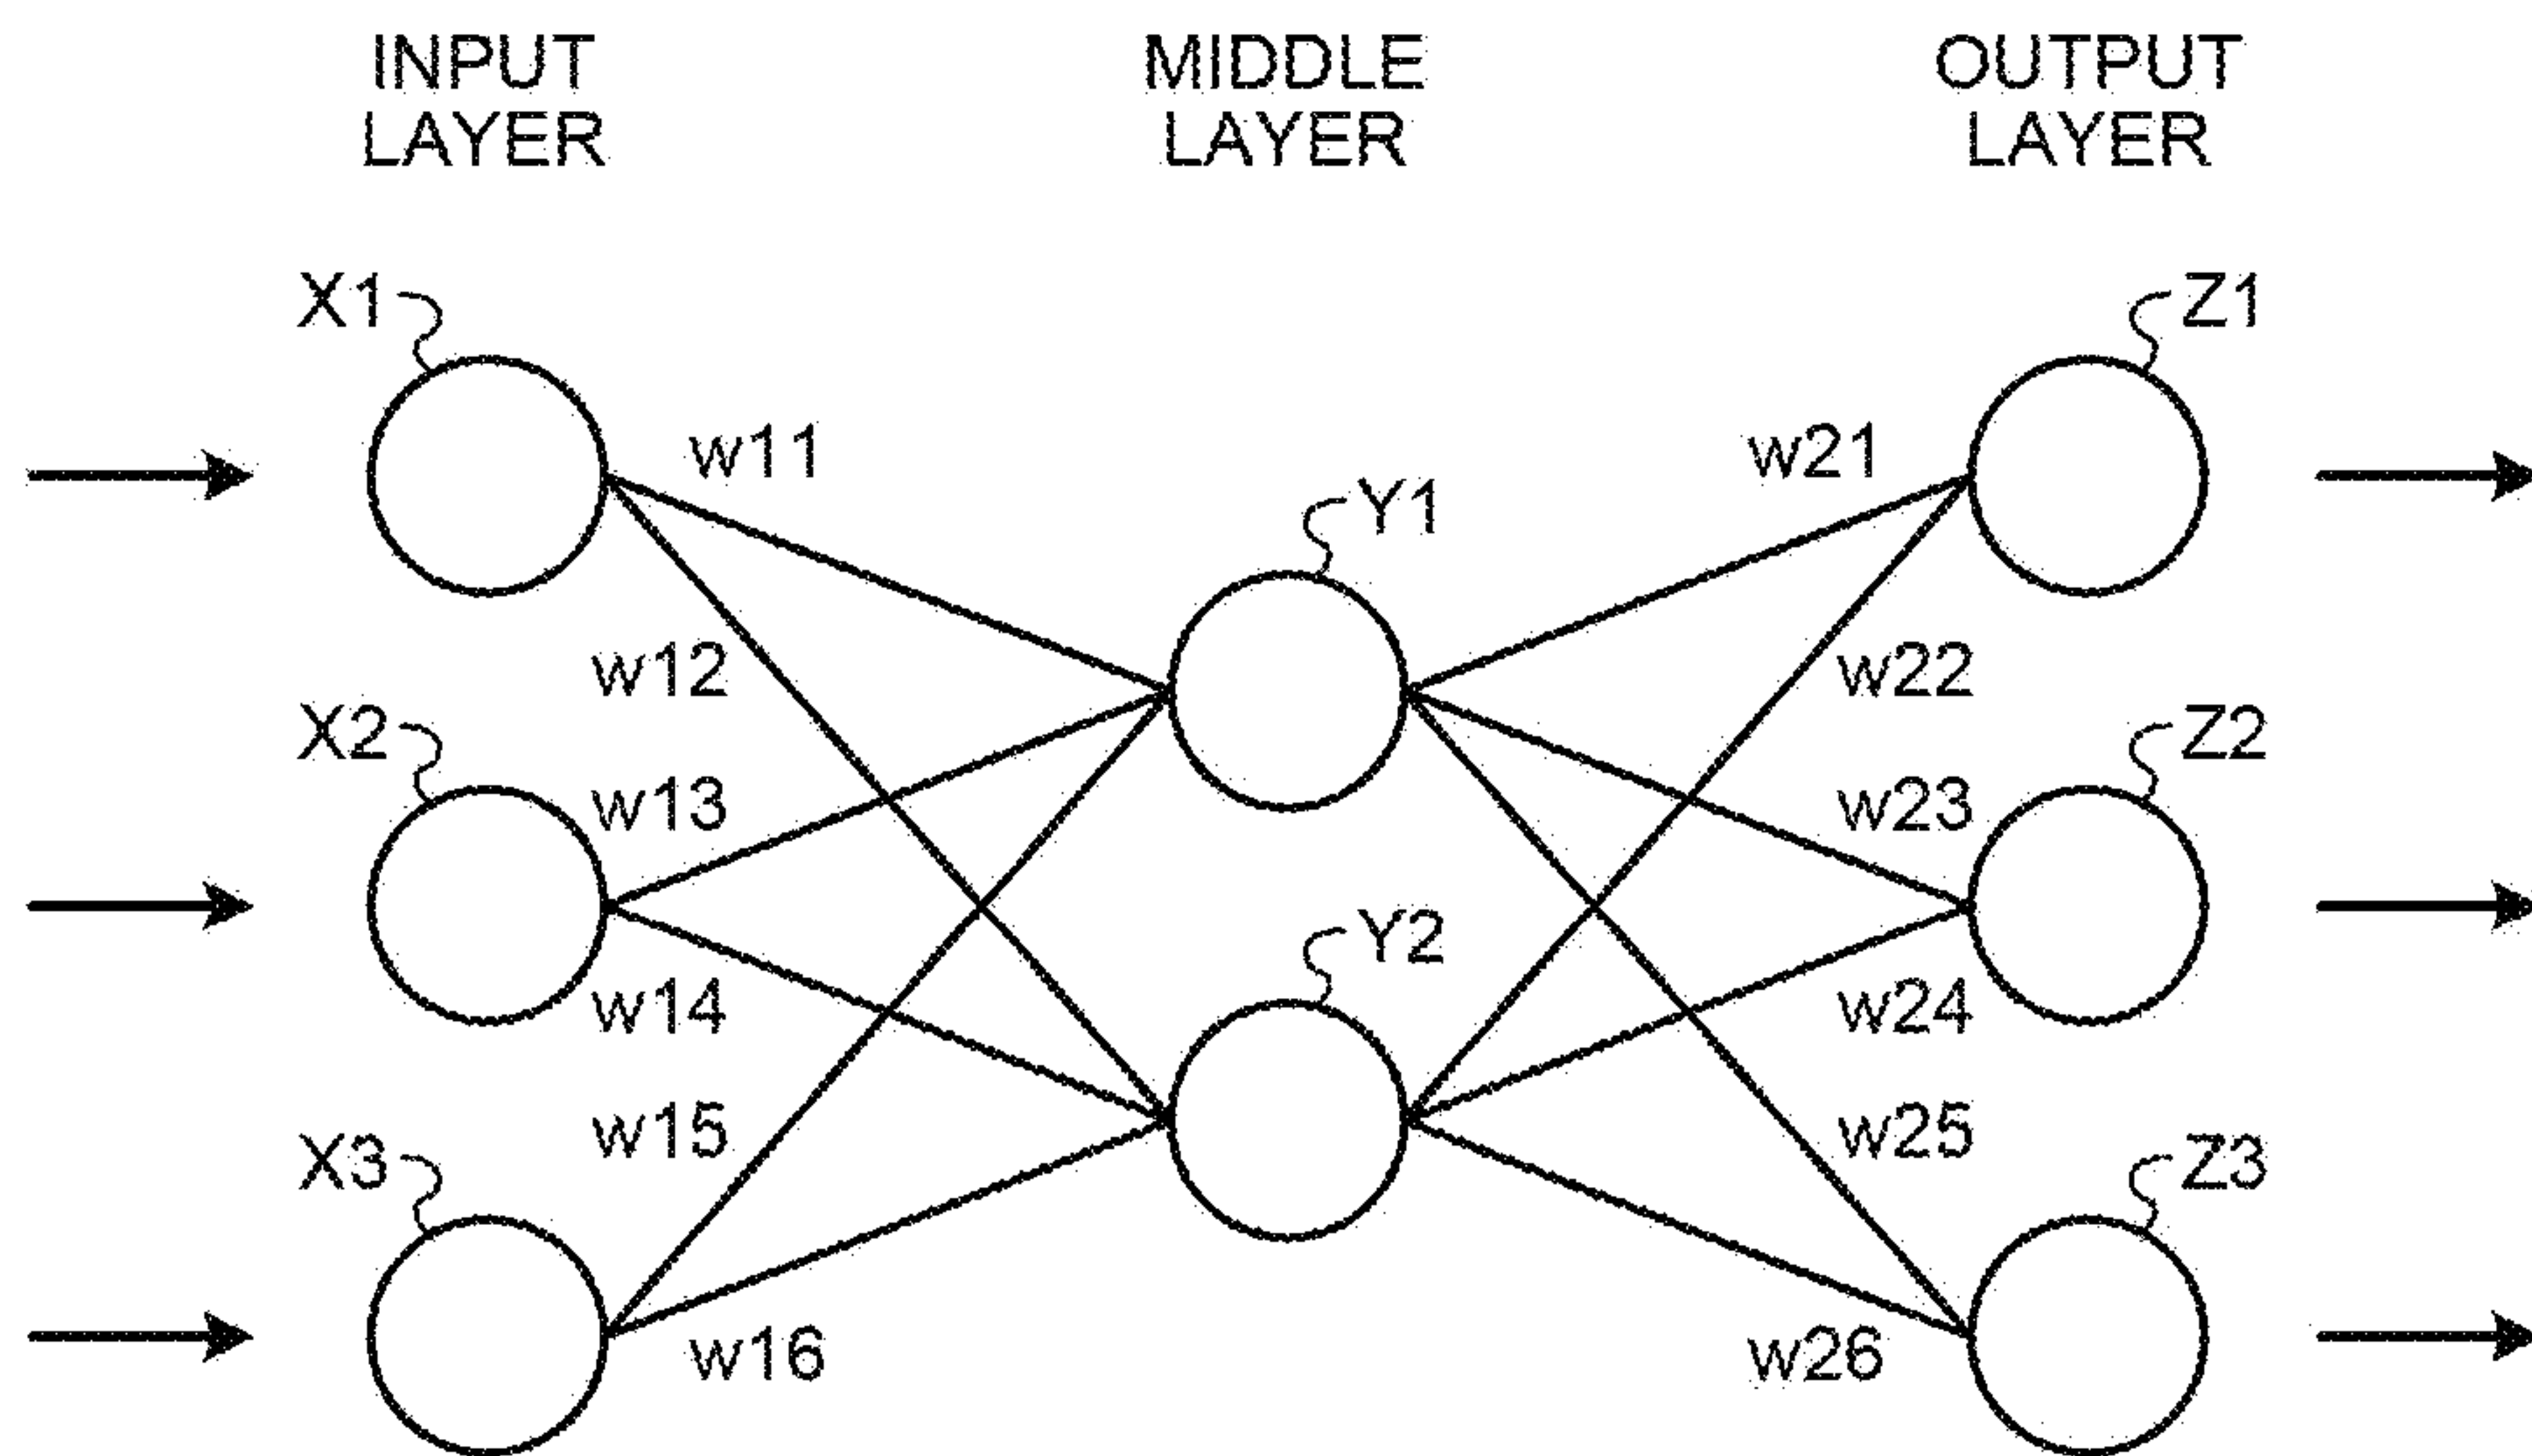 INPUT
LAYER
MIDDLE
LAYER
OUTPUT
LAYER
X1
Z1
w11
w21
Y1
w12
w22
X2
Z2
w13
w23
Y2
w14
w24
w15
w25
X3
Z3
w16
w26